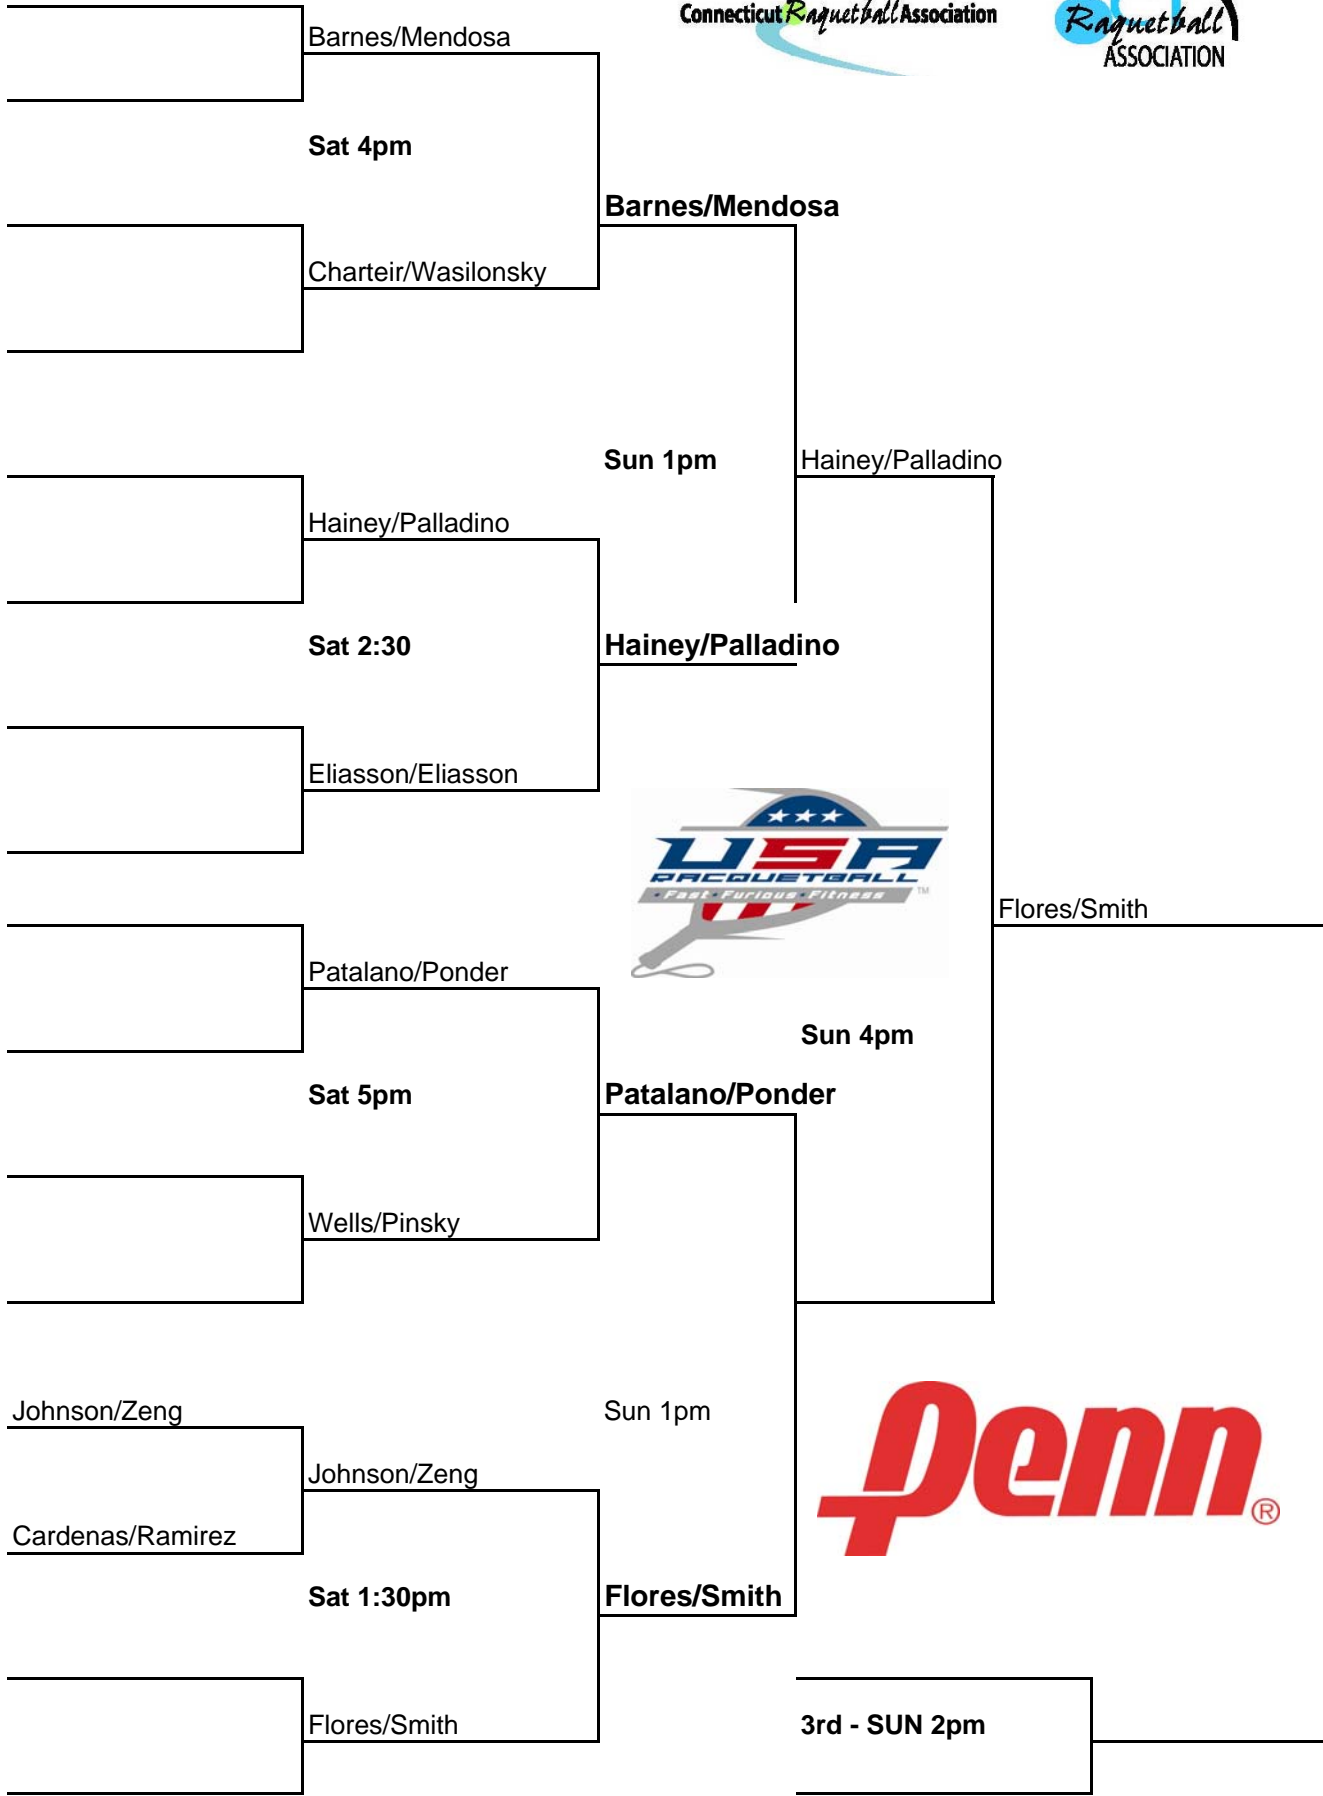 Connecticut Raquetball Association
Raquetball
ASSOCIATION
Barnes/Mendosa
Sat 4pm
Barnes/Mendosa
Charteir/Wasilonsky
Sun 1pm
Hainey/Palladino
Hainey/Palladino
Sat 2:30
Hainey/Palladino
Eliasson/Eliasson
USA
RACQUETBALL
• Fast • Furious • Fitness ™
Flores/Smith
Patalano/Ponder
Sun 4pm
Sat 5pm
Patalano/Ponder
Wells/Pinsky
Johnson/Zeng
Sun 1pm
Johnson/Zeng
Penn®
Cardenas/Ramirez
Sat 1:30pm
Flores/Smith
Flores/Smith
3rd - SUN 2pm